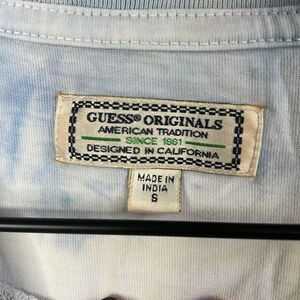 GUESS® ORIGINALS
AMERICAN TRADITION
SINCE 1981
DESIGNED IN CALIFORNIA
MADE IN
INDIA
S